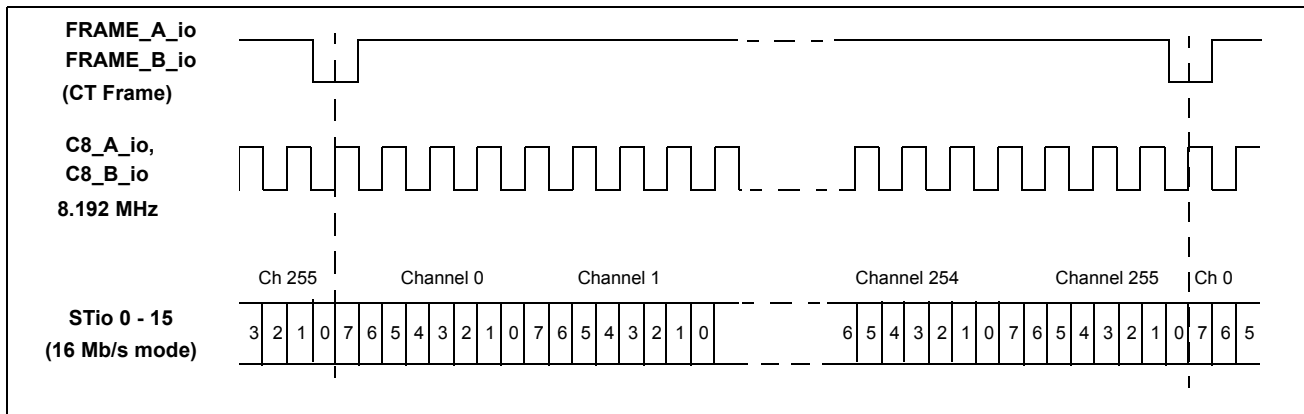 FRAME_A_io
FRAME_B_io
(CT Frame)
C8_A_io,
C8_B_io
8.192 MHz
Ch 255 Channel 0 Channel 1 Channel 254 Channel 255 Ch 0
STio 0 - 15
(16 Mb/s mode)
3 2 1 0 7 6 5 4 3 2 1 0 7 6 5 4 3 2 1 0 6 5 4 3 2 1 0 7 6 5 4 3 2 1 0 7 6 5